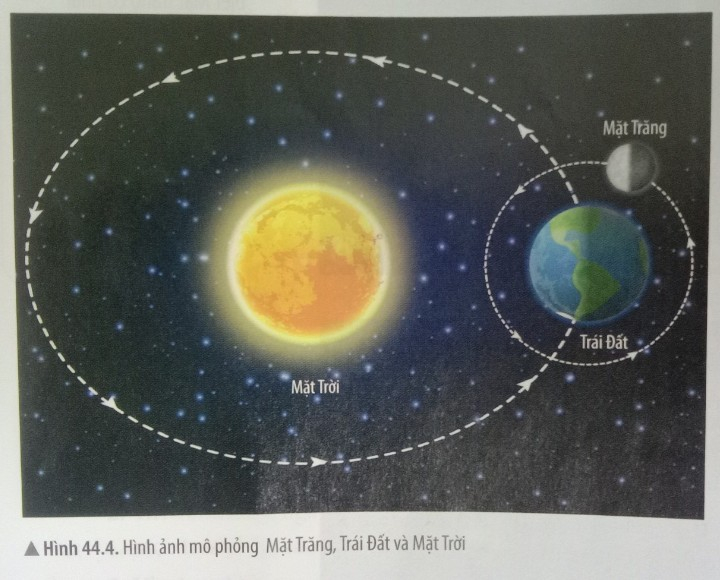 Mặt Trăng
Trái Đất
Mặt Trời
▲ Hình 44.4. Hình ảnh mô phỏng Mặt Trăng, Trái Đất và Mặt Trời